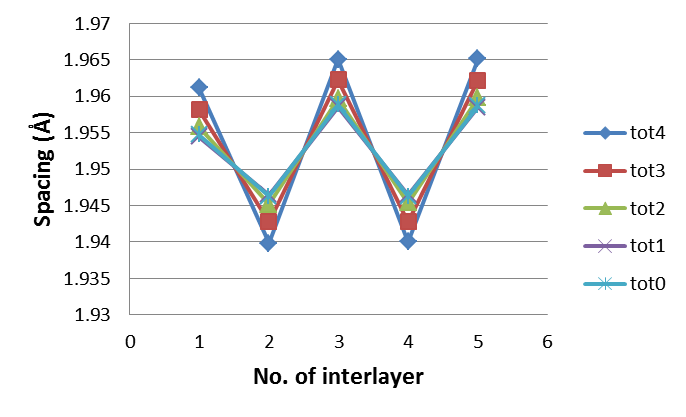 1.97
1.965
1.96
1.955
1.95
1.945
1.94
1.935
1.93
Spacing (Å)
0 1 2 3 4 5 6
No. of interlayer
tot4
tot3
tot2
tot1
tot0